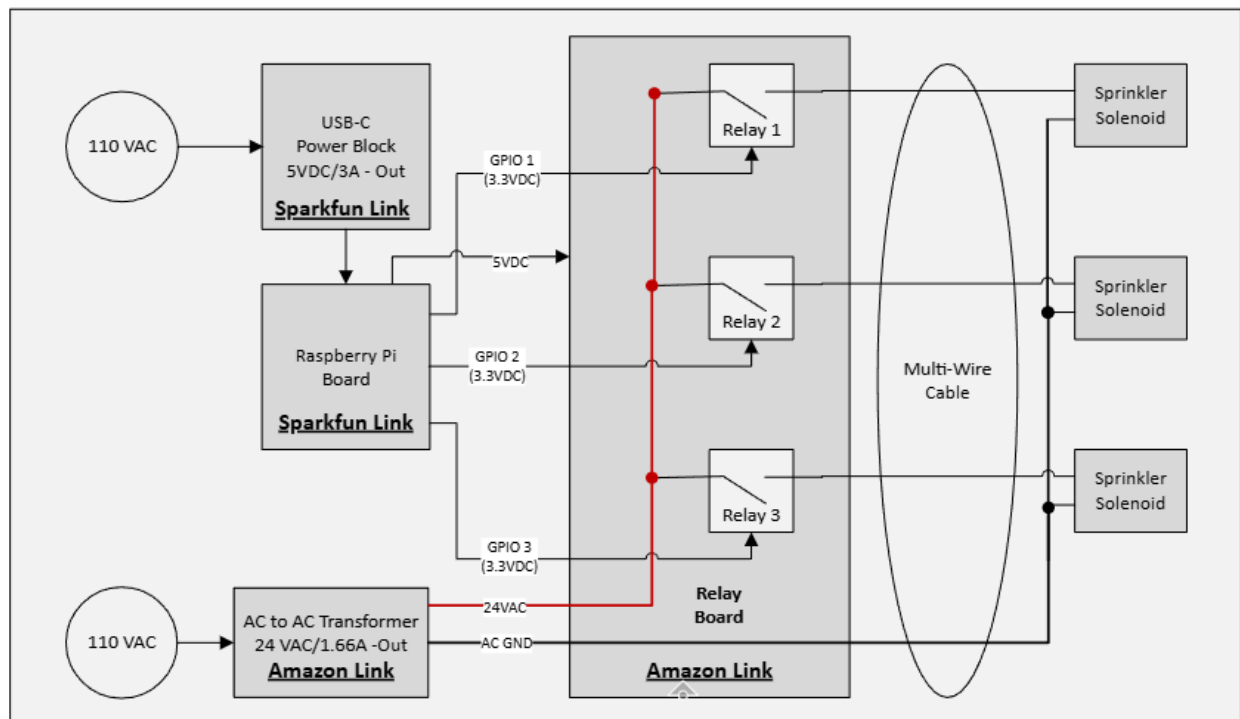 110 VAC
USB-C
Power Block
5VDC/3A - Out
Sparkfun Link
GPIO 1
(3.3VDC)
5VDC
Relay 1
Sprinkler
Solenoid
Raspberry Pi
Board
Sparkfun Link
GPIO 2
(3.3VDC)
Relay 2
Sprinkler
Solenoid
Multi-Wire
Cable
GPIO 3
(3.3VDC)
Relay 3
Sprinkler
Solenoid
110 VAC
AC to AC Transformer
24 VAC/1.66A -Out
Amazon Link
24VAC
AC GND
Relay
Board
Amazon Link